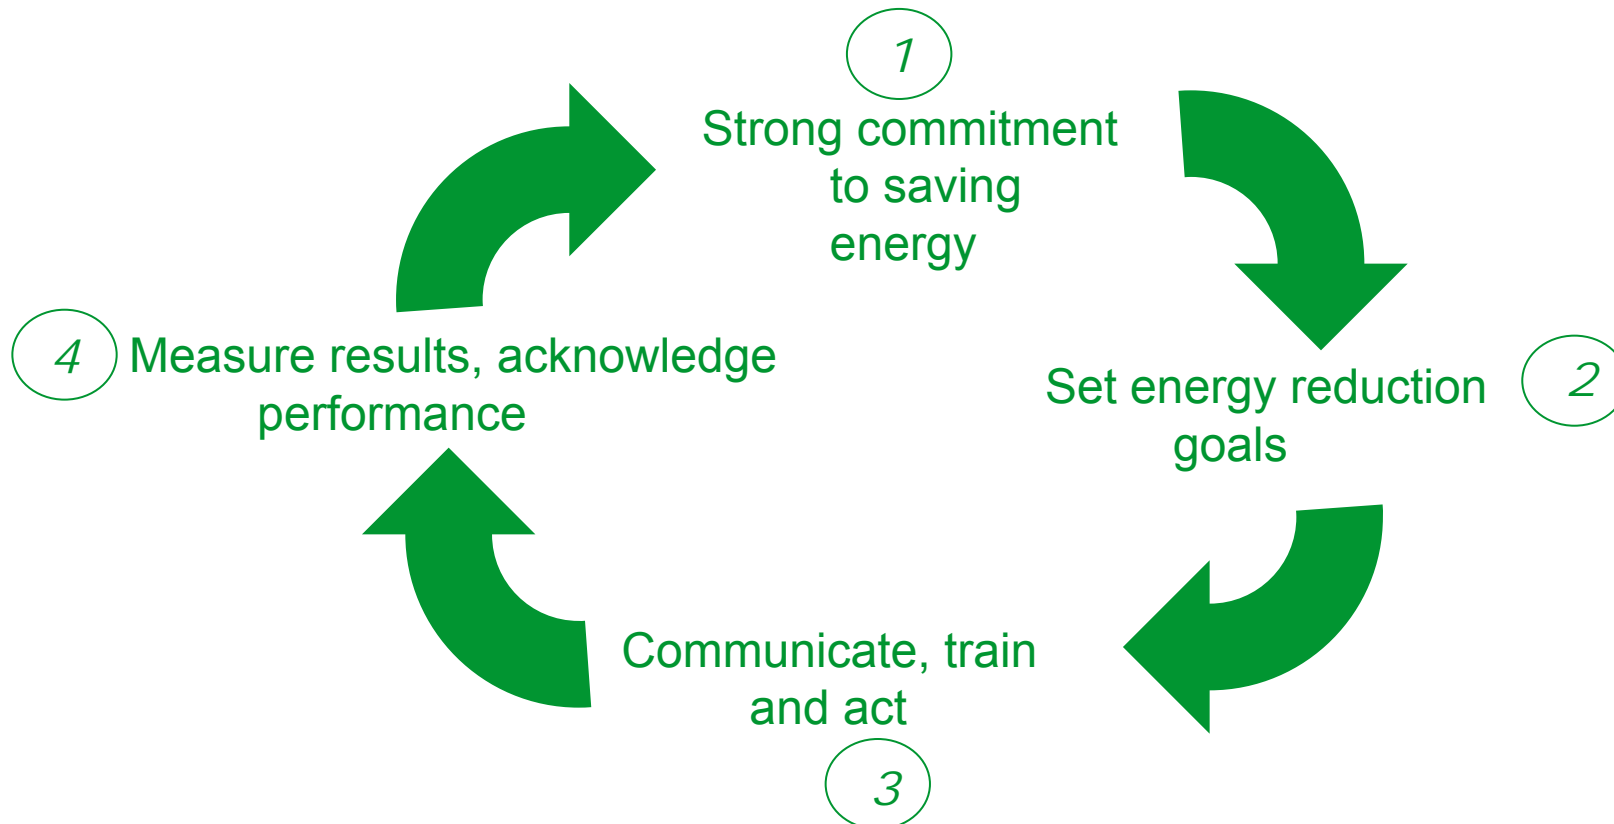 1
Strong commitment
to saving
energy
2
Set energy reduction
goals
3
Communicate, train
and act
4
Measure results, acknowledge
performance